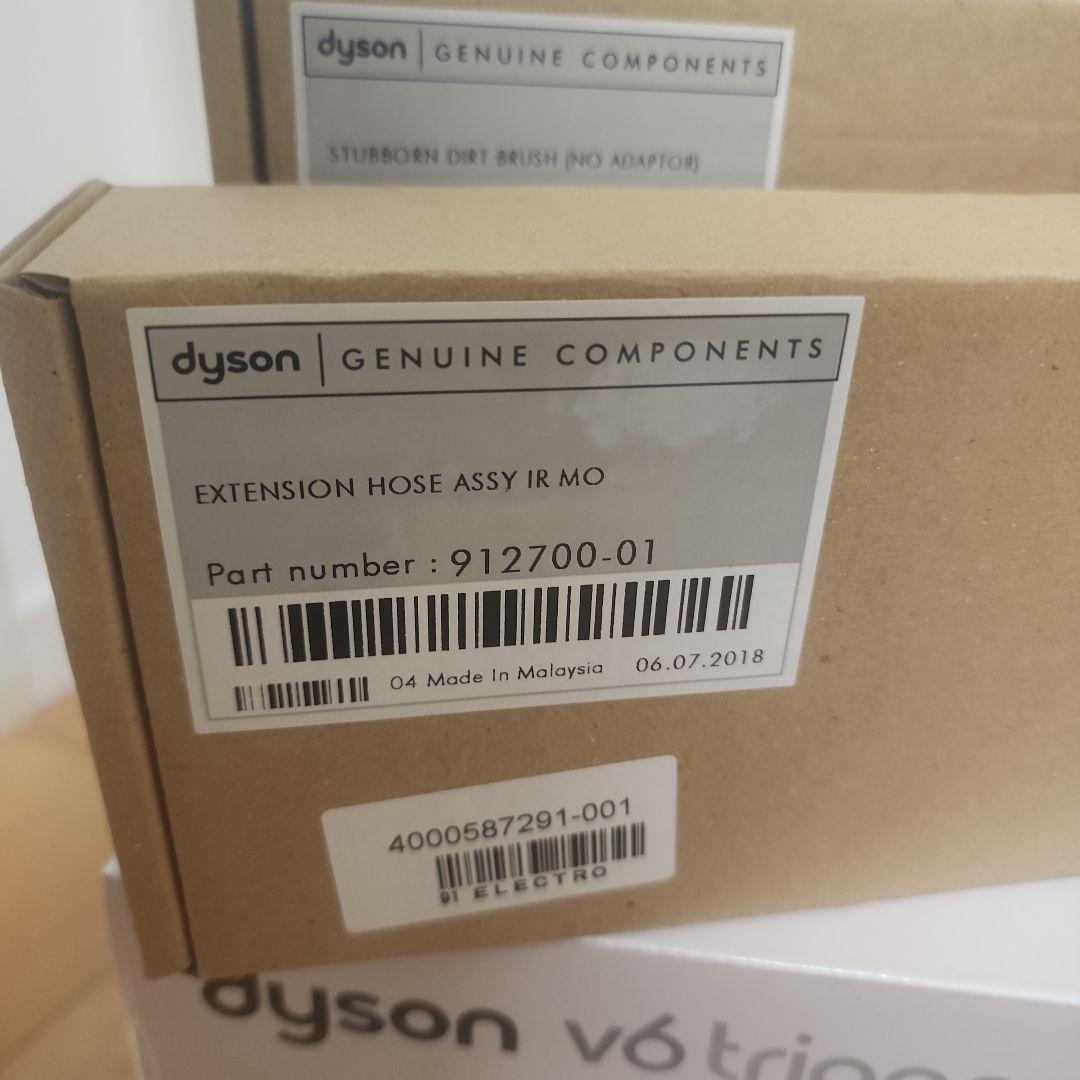 dyson | GENUINE COMPONENTS
STUBBORN DIRT BRUSH (NO ADAPTOR)
dyson | GENUINE COMPONENTS
EXTENSION HOSE ASSY IR MO
Part number : 912700-01
04 Made In Malaysia 06.07.2018
4000587291-001
91 ELECTRO
dyson v6 trigge